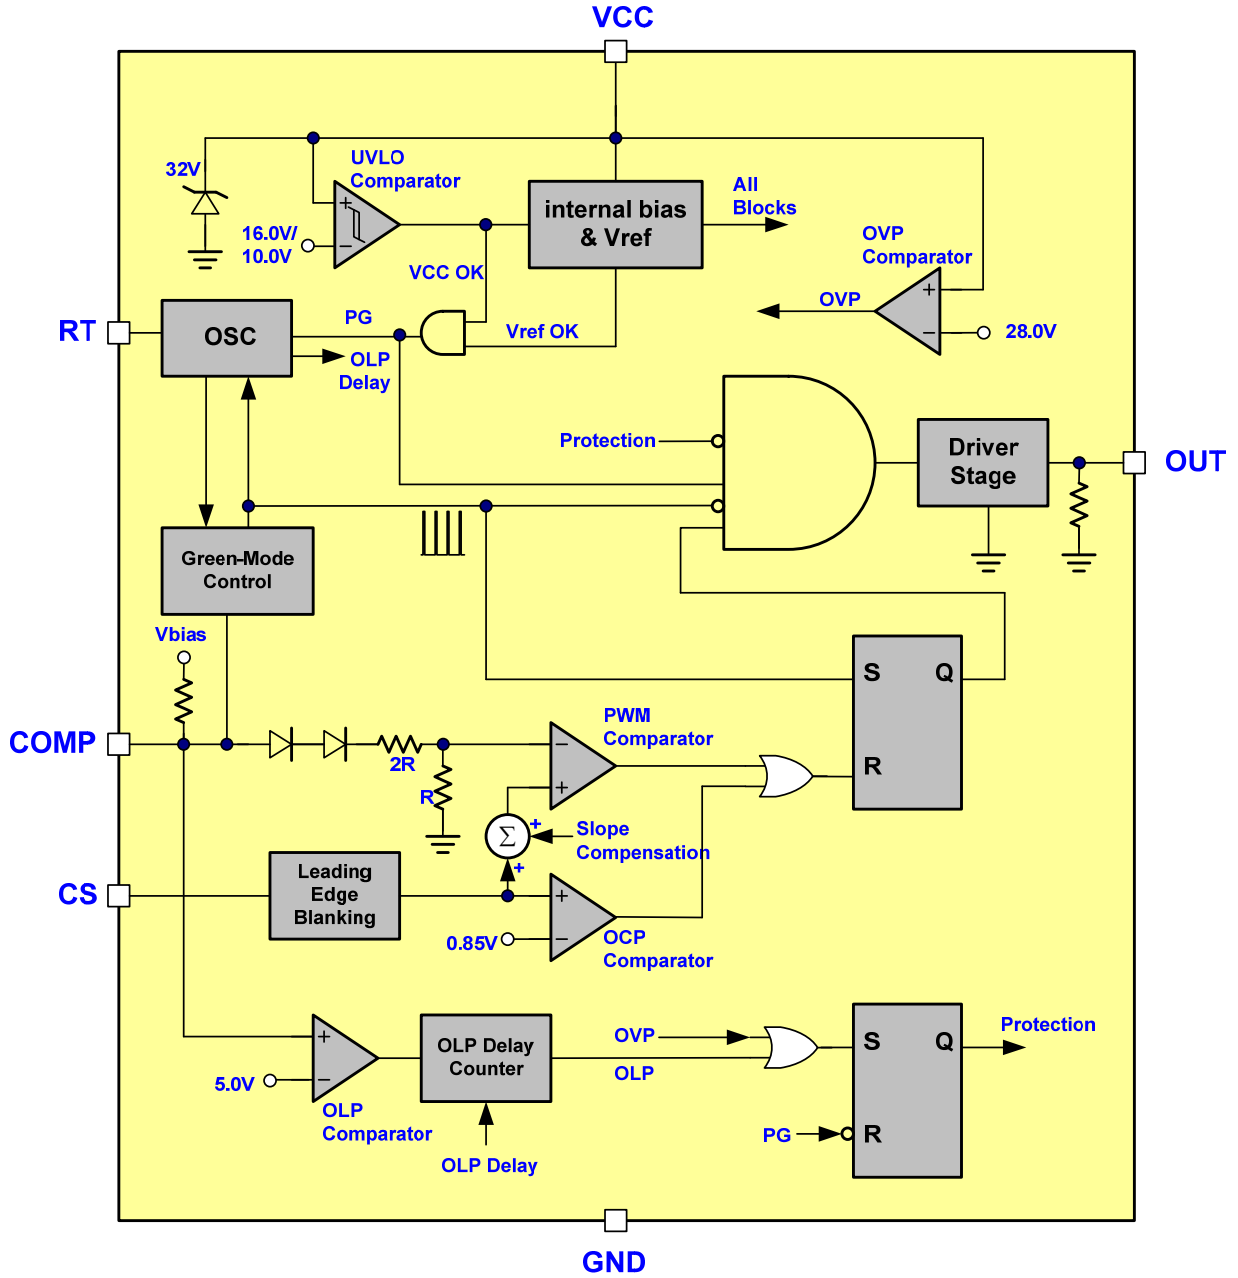 VCC
32V
UVLO
Comparator
16.0V/
10.0V
+
−
internal bias
& Vref
All
Blocks
VCC OK
OVP
Comparator
+
−
OVP
28.0V
RT
OSC
PG
Vref OK
OLP
Delay
Protection
Driver
Stage
OUT
Green-Mode
Control
Vbias
COMP
2R
R
PWM
Comparator
−
+
S
Q
R
Σ
+
+
Slope
Compensation
CS
Leading
Edge
Blanking
+
−
0.85V
OCP
Comparator
+
−
5.0V
OLP
Comparator
OLP Delay
Counter
OLP Delay
OVP
OLP
S
Q
R
PG
Protection
GND